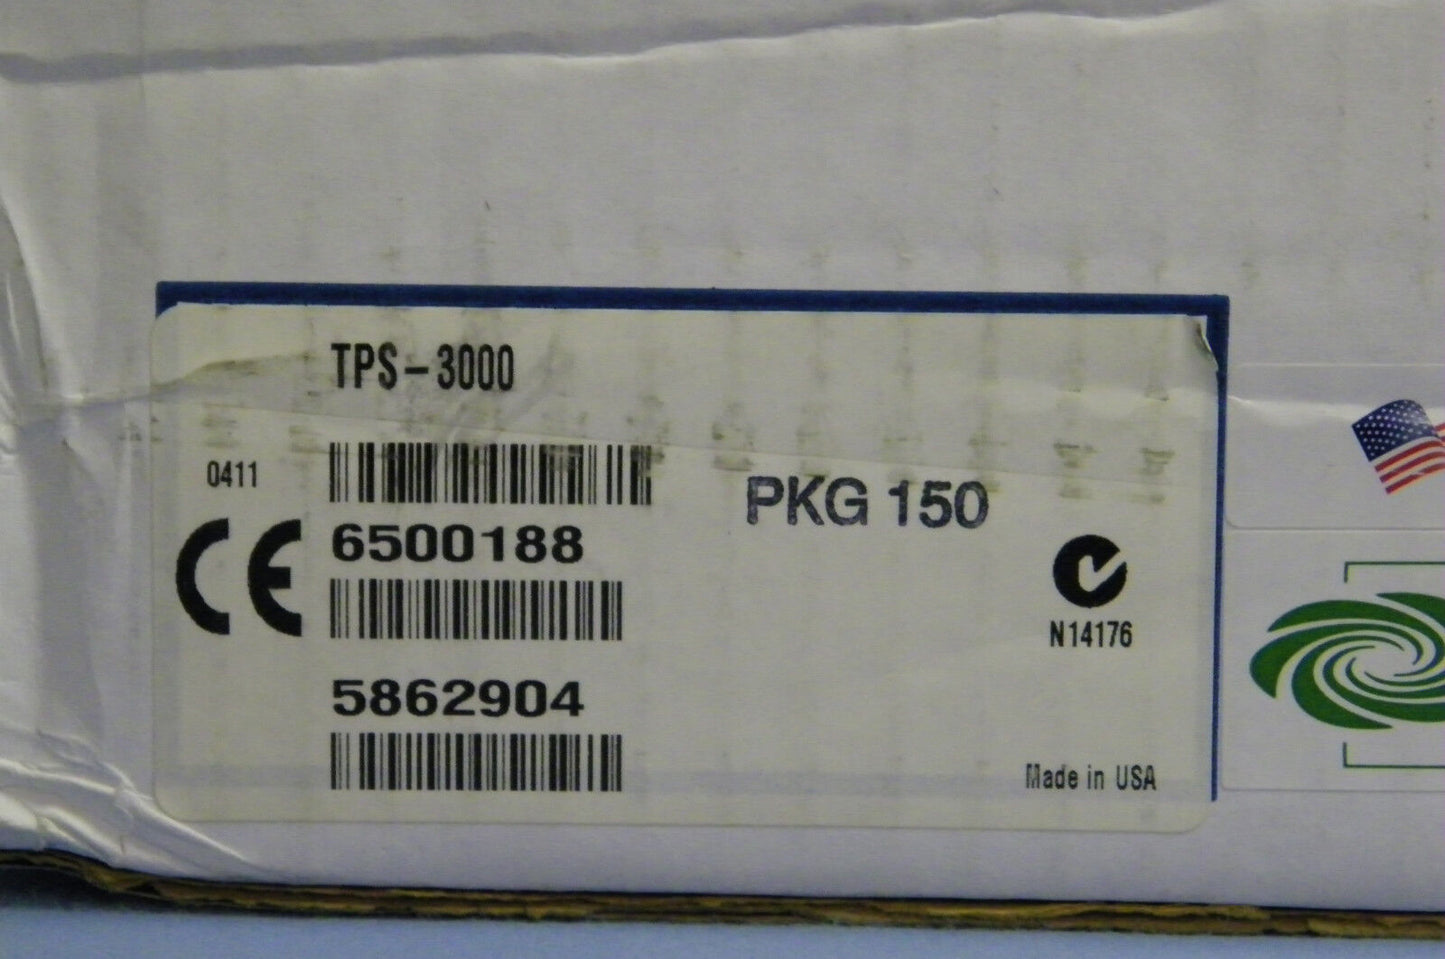 TPS-3000
0411
6500188
PKG 150
N14176
5862904
Made in USA